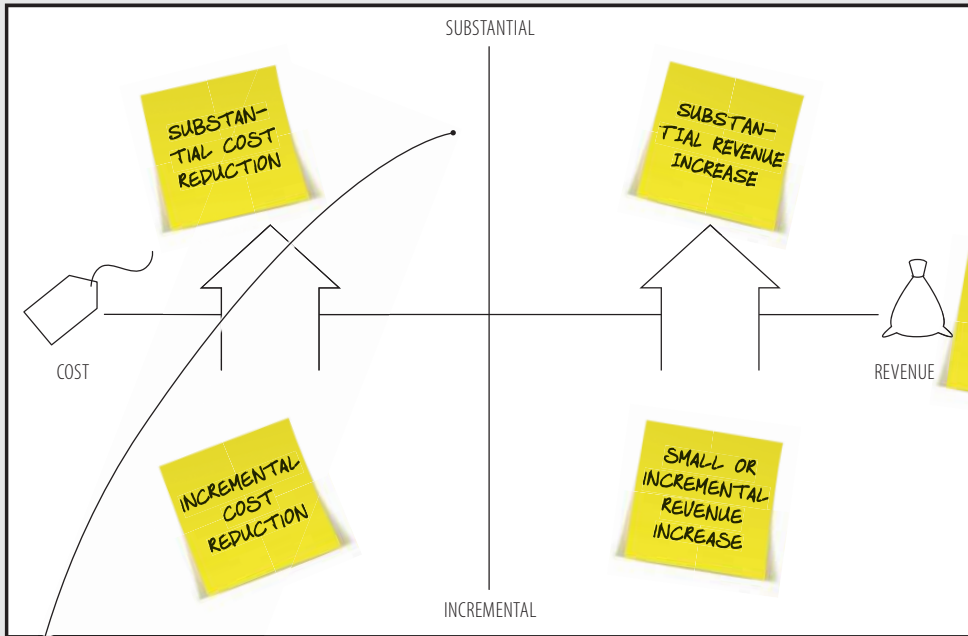 SUBSTANTIAL
SUBSTAN-
TIAL COST
REDUCTION
SUBSTAN-
TIAL REVENUE
INCREASE
COST
REVENUE
INCREMENTAL
COST
REDUCTION
SMALL OR
INCREMENTAL
REVENUE
INCREASE
INCREMENTAL